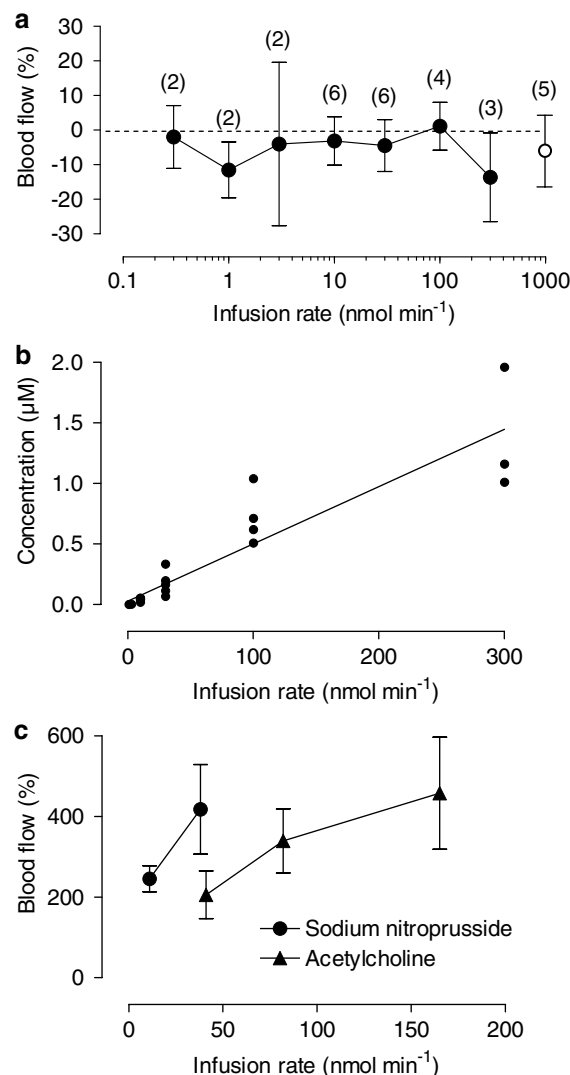 a
30
20
10
0
-10
-20
-30
Blood flow (%)
(2)
(2)
(2)
(6)
(6)
(4)
(3)
(5)
0.1 1 10 100 1000
Infusion rate (nmol min-1)
b
2.0
1.5
1.0
0.5
0.0
Concentration (µM)
0 100 200 300
Infusion rate (nmol min-1)
c
600
400
200
0
Blood flow (%)
Sodium nitroprusside
Acetylcholine
0 50 100 150 200
Infusion rate (nmol min-1)